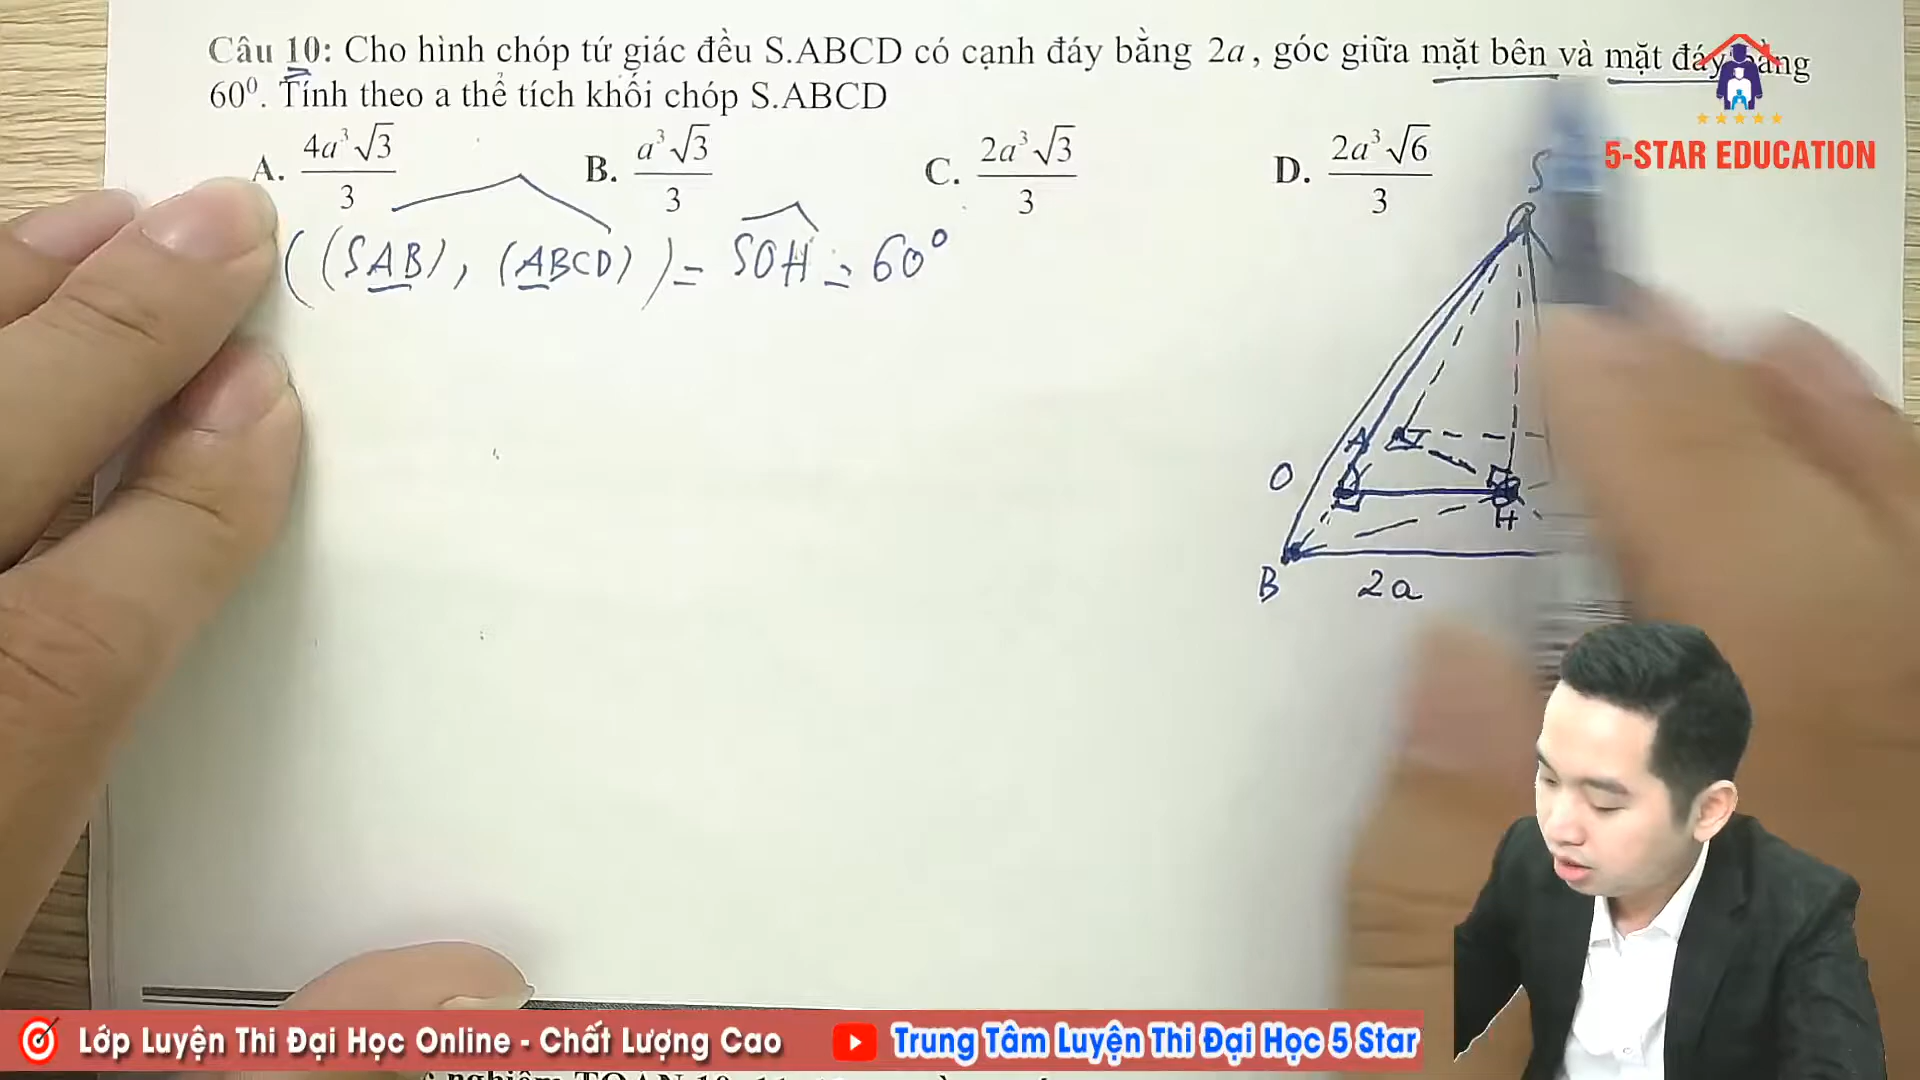 Câu 10: Cho hình chóp tứ giác đều S.ABCD có cạnh đáy bằng 2a, góc giữa mặt bên và mặt đáy bằng
60⁰. Tính theo a thể tích khối chóp S.ABCD
A. 4a³√3/3 B. a³√3/3 C. 2a³√3/3 D. 2a³√6/3
5-STAR EDUCATION
((SAB), (ABCD)) = SOH = 60⁰
S
A
O
H
B
2a
Lớp Luyện Thi Đại Học Online - Chất Lượng Cao
Trung Tâm Luyện Thi Đại Học 5 Star